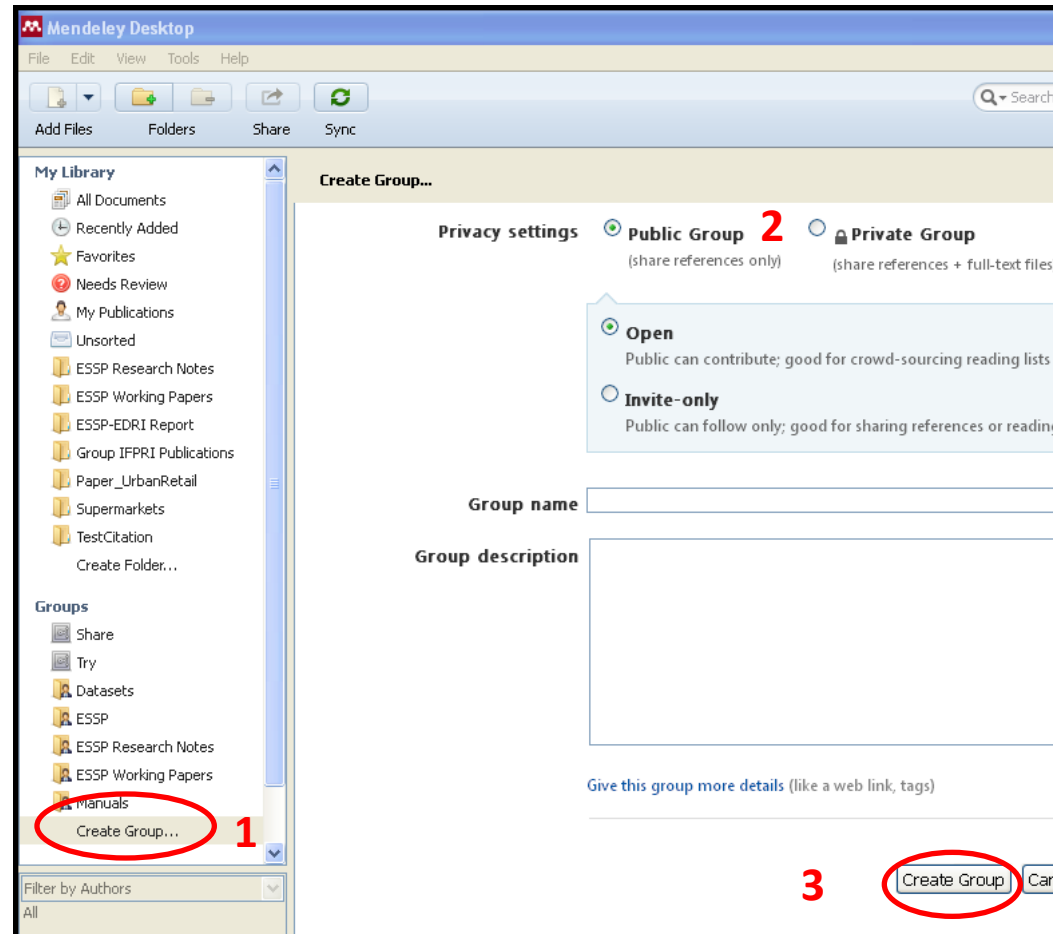 Mendeley Desktop
File Edit View Tools Help
Search
Add Files Folders Share Sync
My Library
All Documents
Recently Added
Favorites
Needs Review
My Publications
Unsorted
ESSP Research Notes
ESSP Working Papers
ESSP-EDRI Report
Group IFPRI Publications
Paper_UrbanRetail
Supermarkets
TestCitation
Create Folder...
Groups
Share
Try
Datasets
ESSP
ESSP Research Notes
ESSP Working Papers
Manuals
Create Group... 1
Filter by Authors
All
Create Group...
Privacy settings Public Group 2 Private Group
(share references only) (share references + full-text files
Open
Public can contribute; good for crowd-sourcing reading lists
Invite-only
Public can follow only; good for sharing references or reading
Group name
Group description
Give this group more details (like a web link, tags)
3 Create Group Can